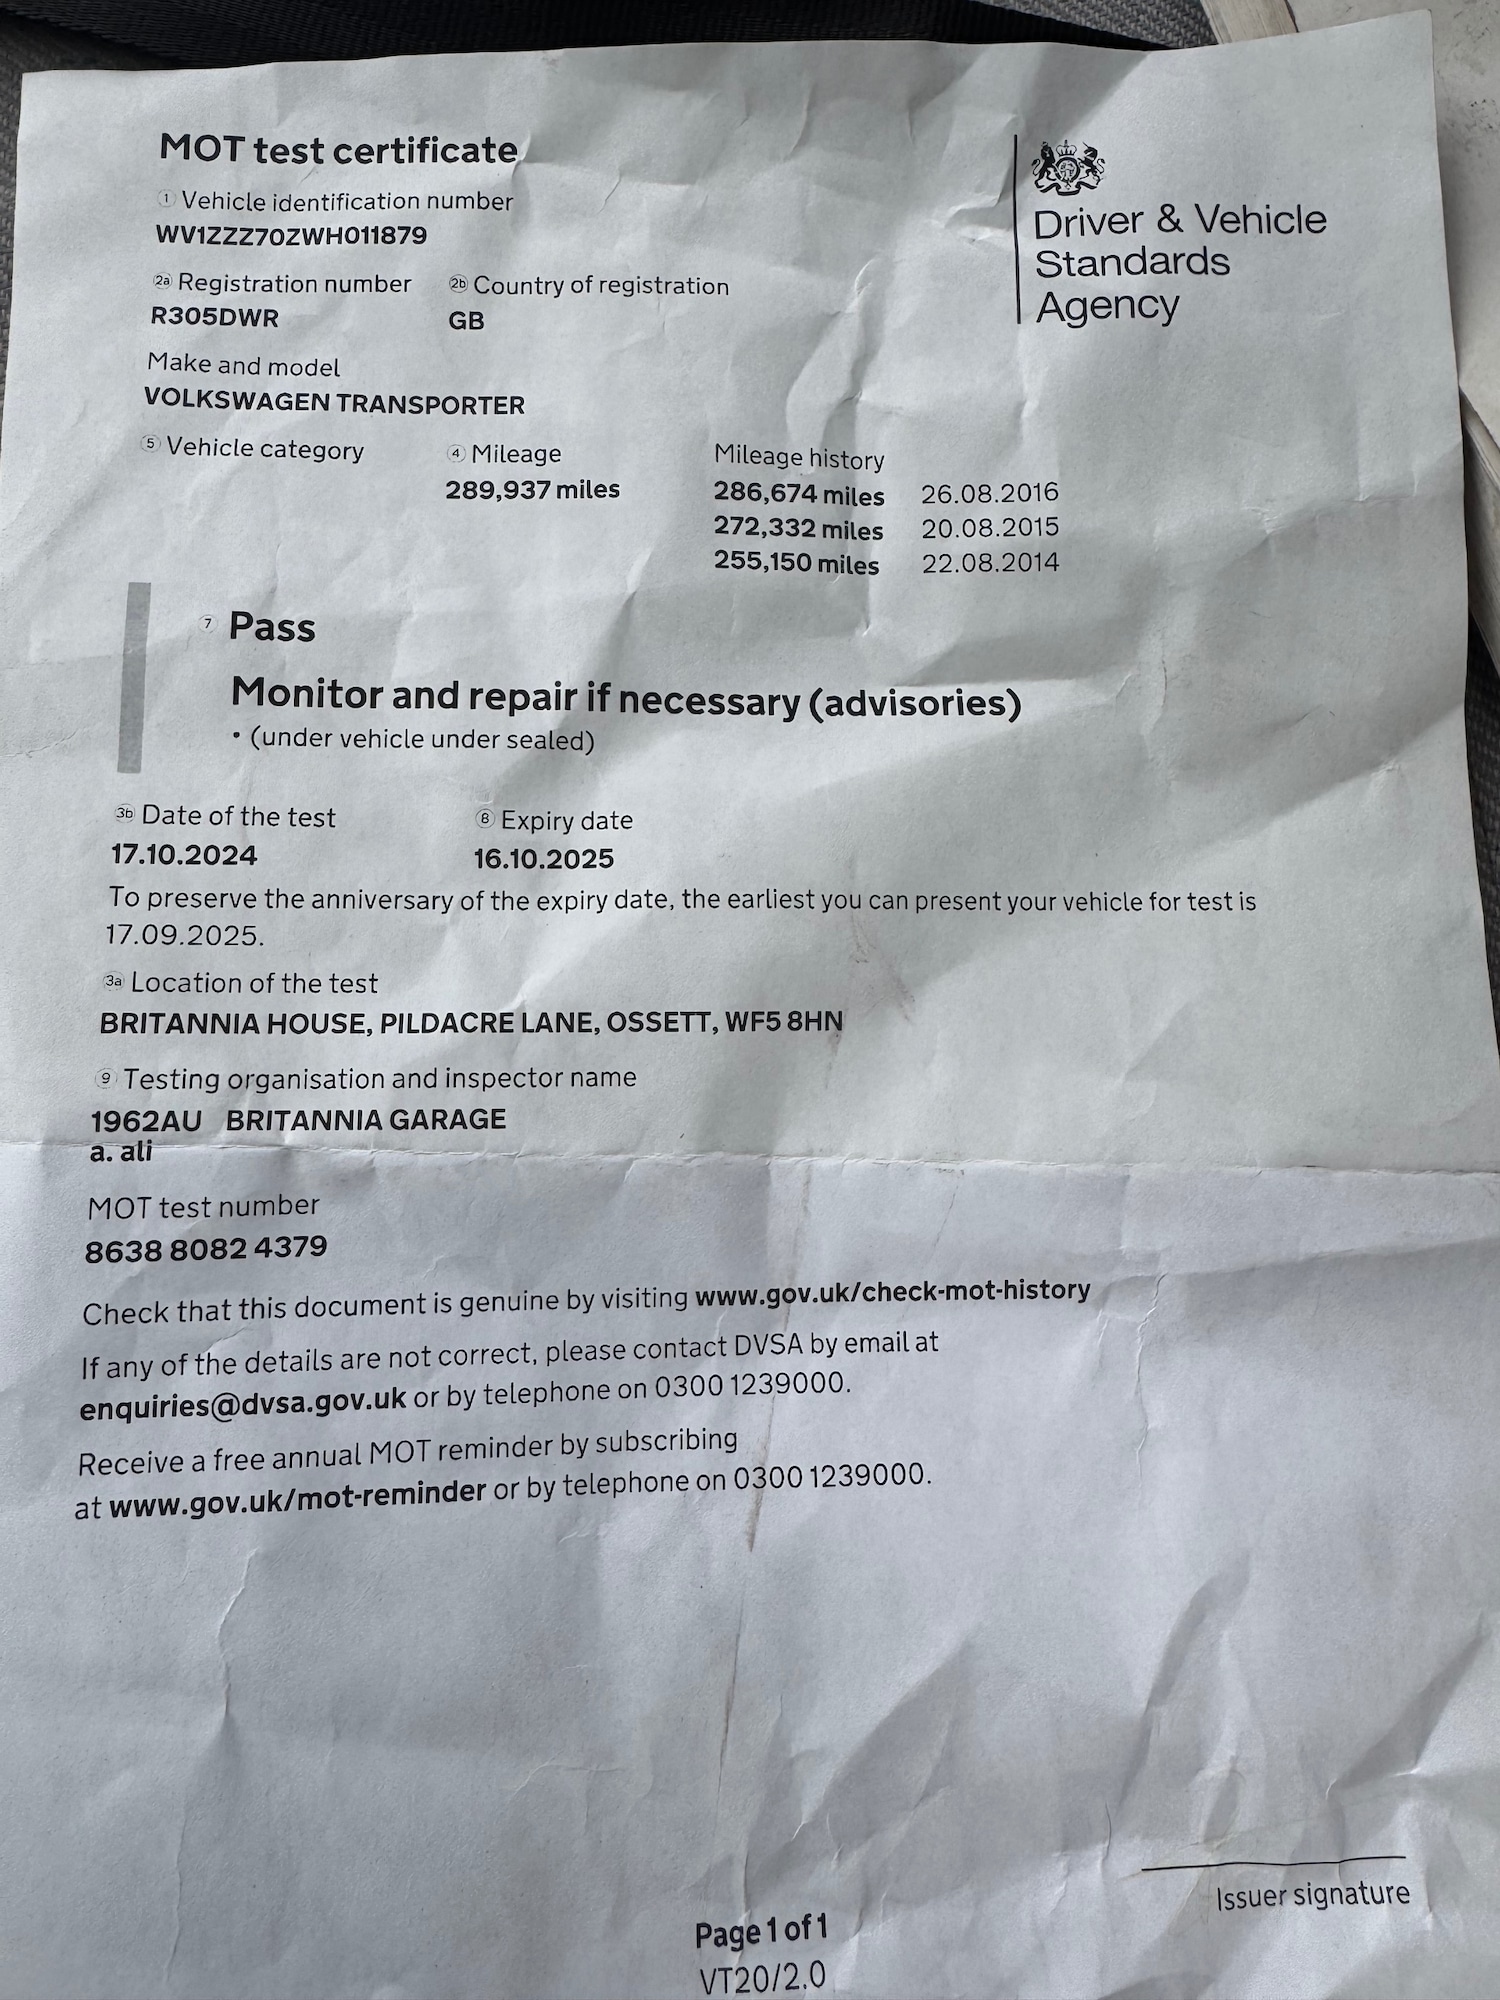 MOT test certificate
1 Vehicle identification number
WV1ZZZ70ZWH011879
2a Registration number 2b Country of registration
R305DWR GB
Make and model
VOLKSWAGEN TRANSPORTER
5 Vehicle category 4 Mileage Mileage history
289,937 miles 286,674 miles 26.08.2016
272,332 miles 20.08.2015
255,150 miles 22.08.2014
Driver & Vehicle
Standards
Agency
7 Pass
Monitor and repair if necessary (advisories)
• (under vehicle under sealed)
3b Date of the test 8 Expiry date
17.10.2024 16.10.2025
To preserve the anniversary of the expiry date, the earliest you can present your vehicle for test is
17.09.2025.
3a Location of the test
BRITANNIA HOUSE, PILDACRE LANE, OSSETT, WF5 8HN
9 Testing organisation and inspector name
1962AU BRITANNIA GARAGE
a. ali
MOT test number
8638 8082 4379
Check that this document is genuine by visiting www.gov.uk/check-mot-history
If any of the details are not correct, please contact DVSA by email at
enquiries@dvsa.gov.uk or by telephone on 0300 1239000.
Receive a free annual MOT reminder by subscribing
at www.gov.uk/mot-reminder or by telephone on 0300 1239000.
Issuer signature
Page 1 of 1
VT20/2.0